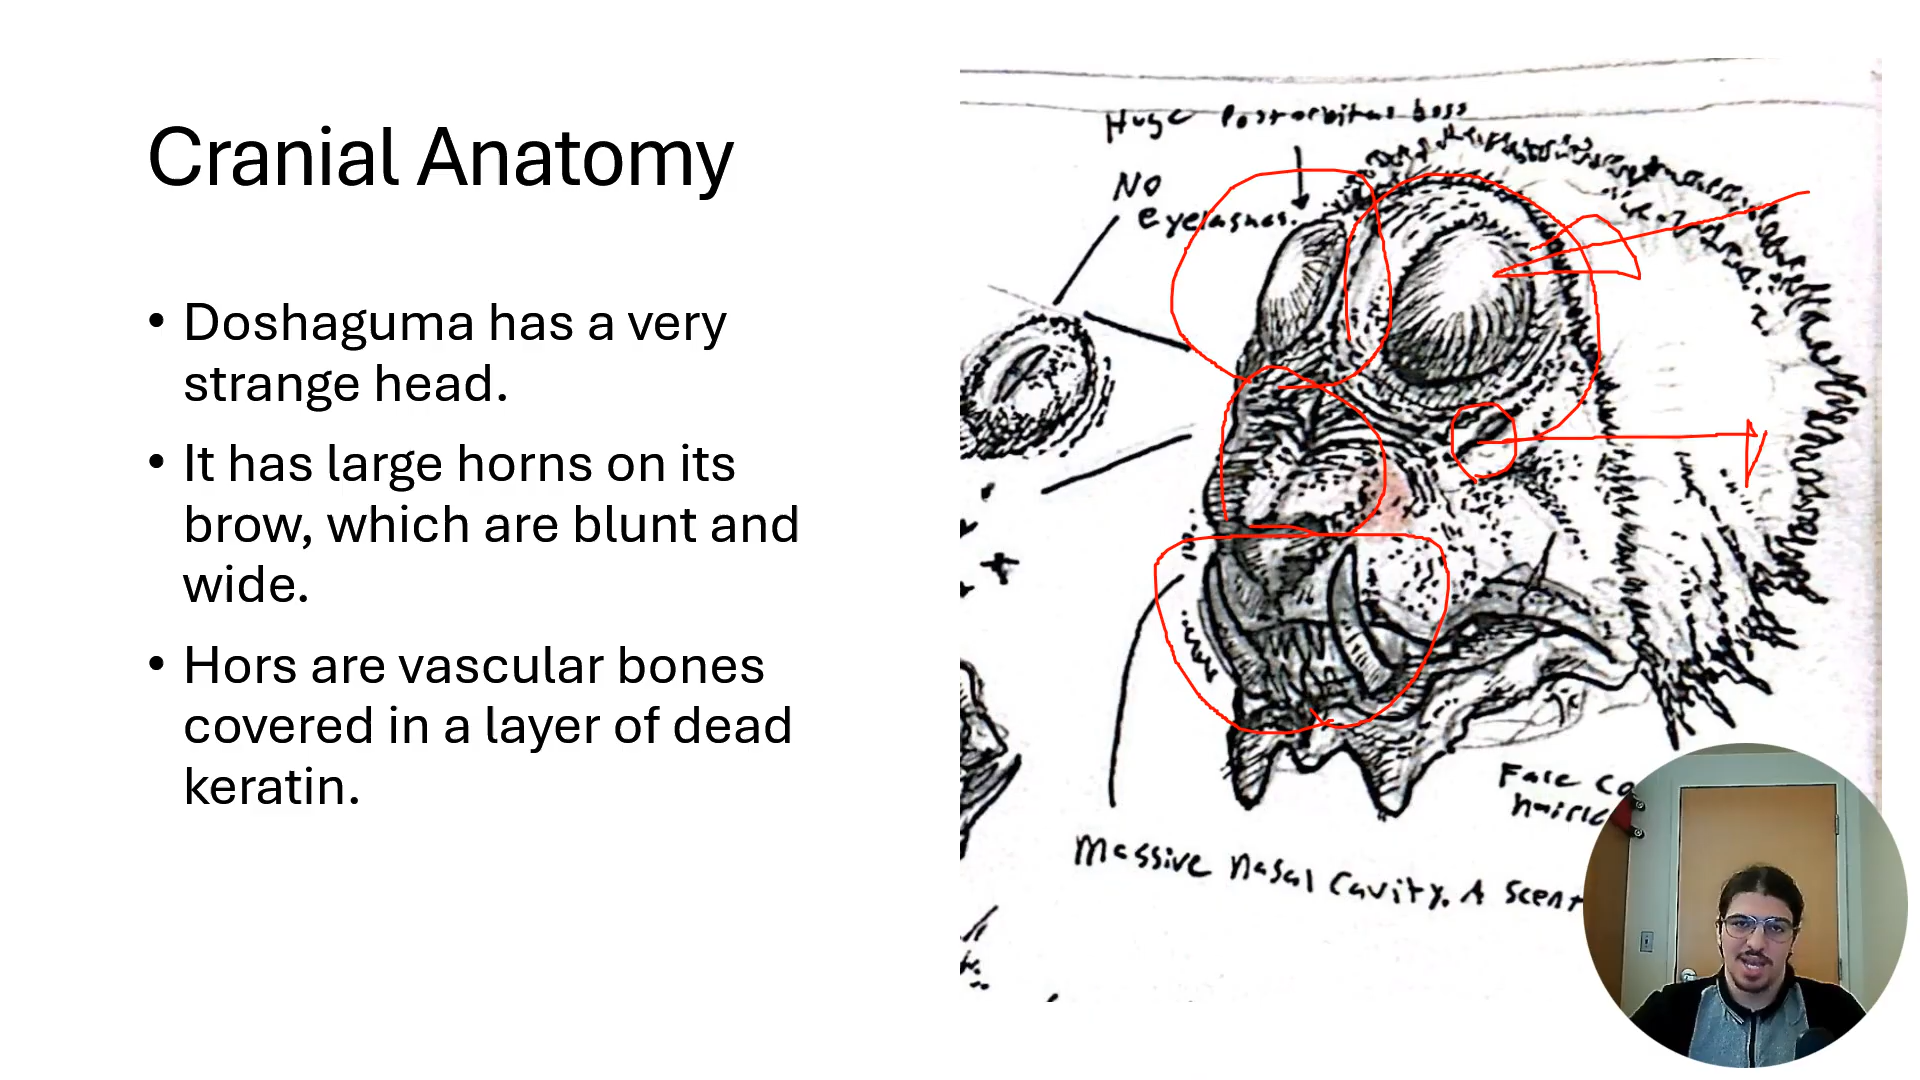 Cranial Anatomy
• Doshaguma has a very
strange head.
• It has large horns on its
brow, which are blunt and
wide.
• Hors are vascular bones
covered in a layer of dead
keratin.
Huge Postorbital boss
No
eyelashes.
Face
Massive Nasal Cavity. A scent